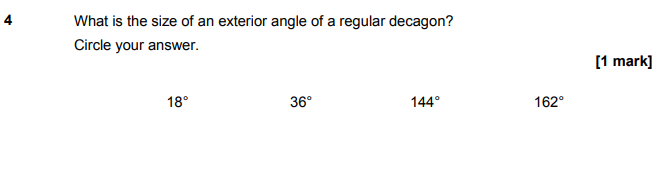 4 What is the size of an exterior angle of a regular decagon?
Circle your answer.
[1 mark]
18° 36° 144° 162°